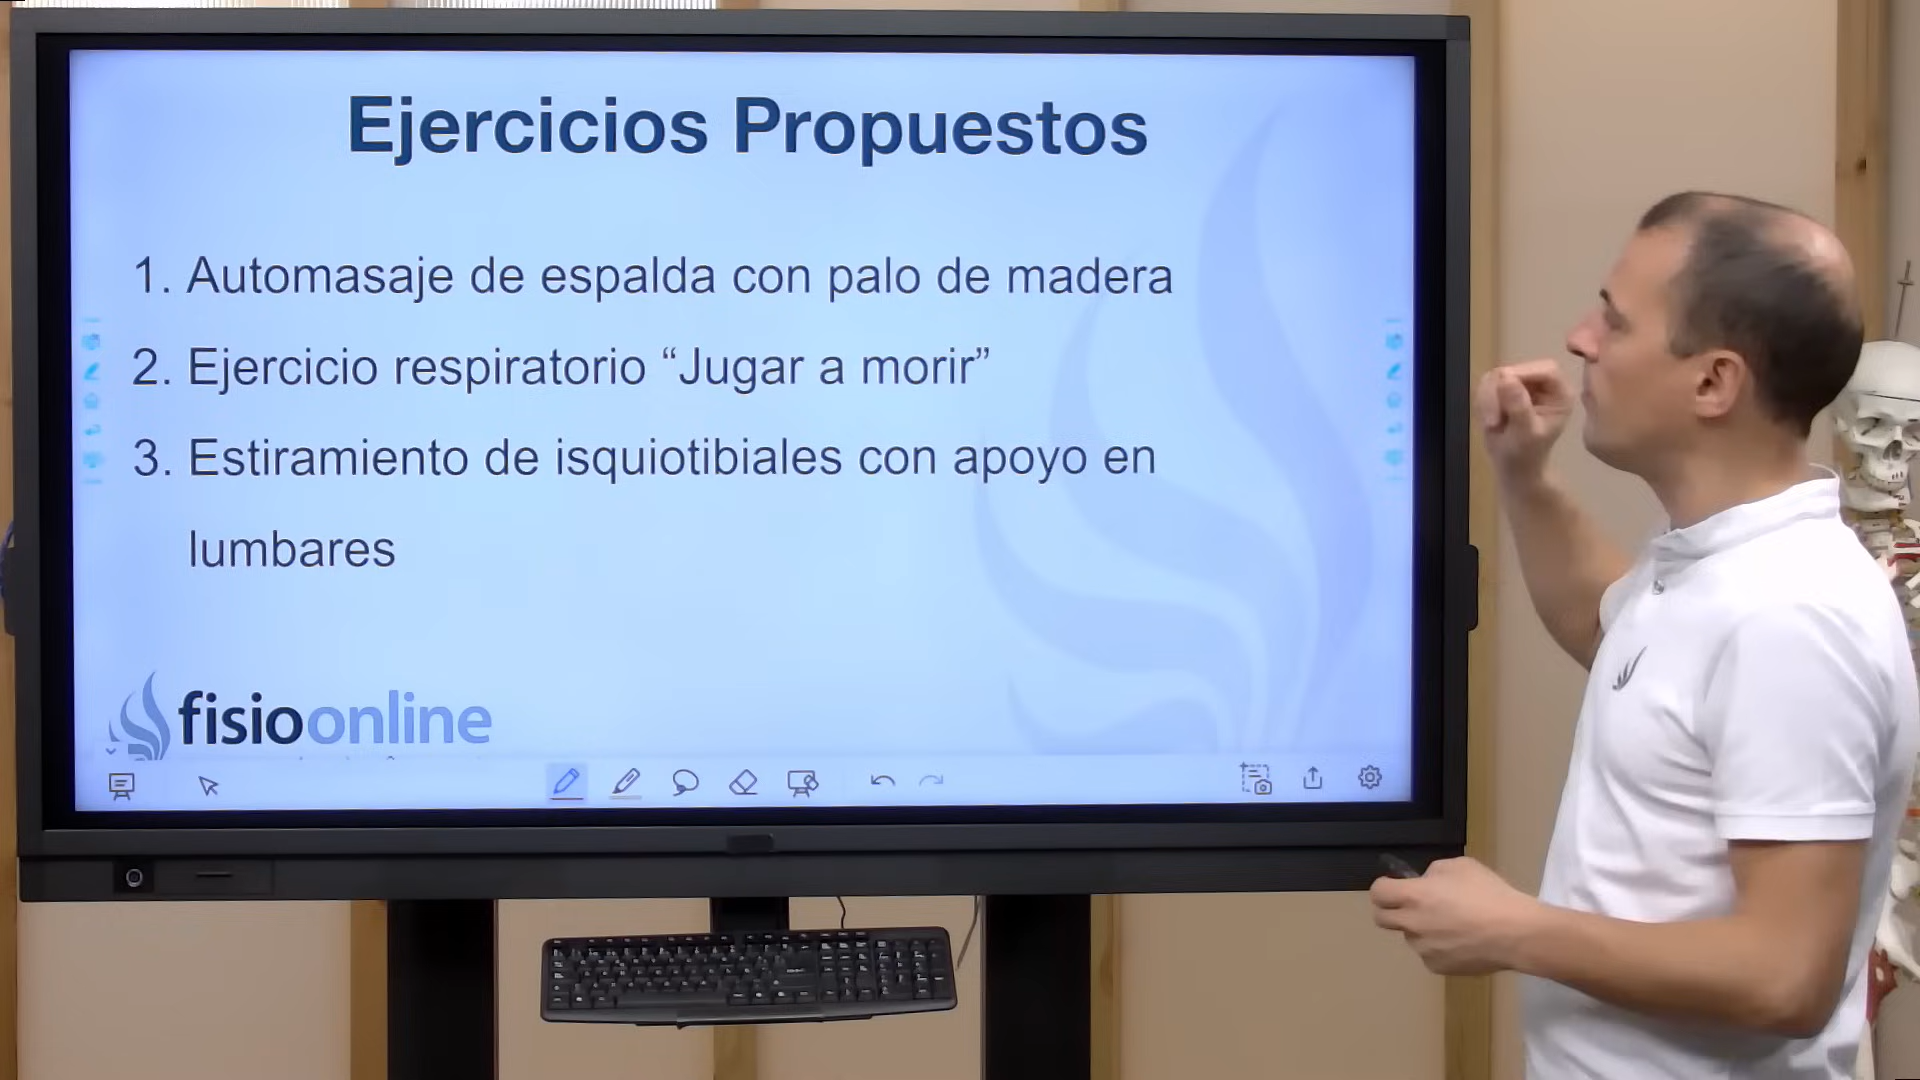 Ejercicios Propuestos
1. Automasaje de espalda con palo de madera
2. Ejercicio respiratorio “Jugar a morir”
3. Estiramiento de isquiotibiales con apoyo en
lumbares
fisioonline